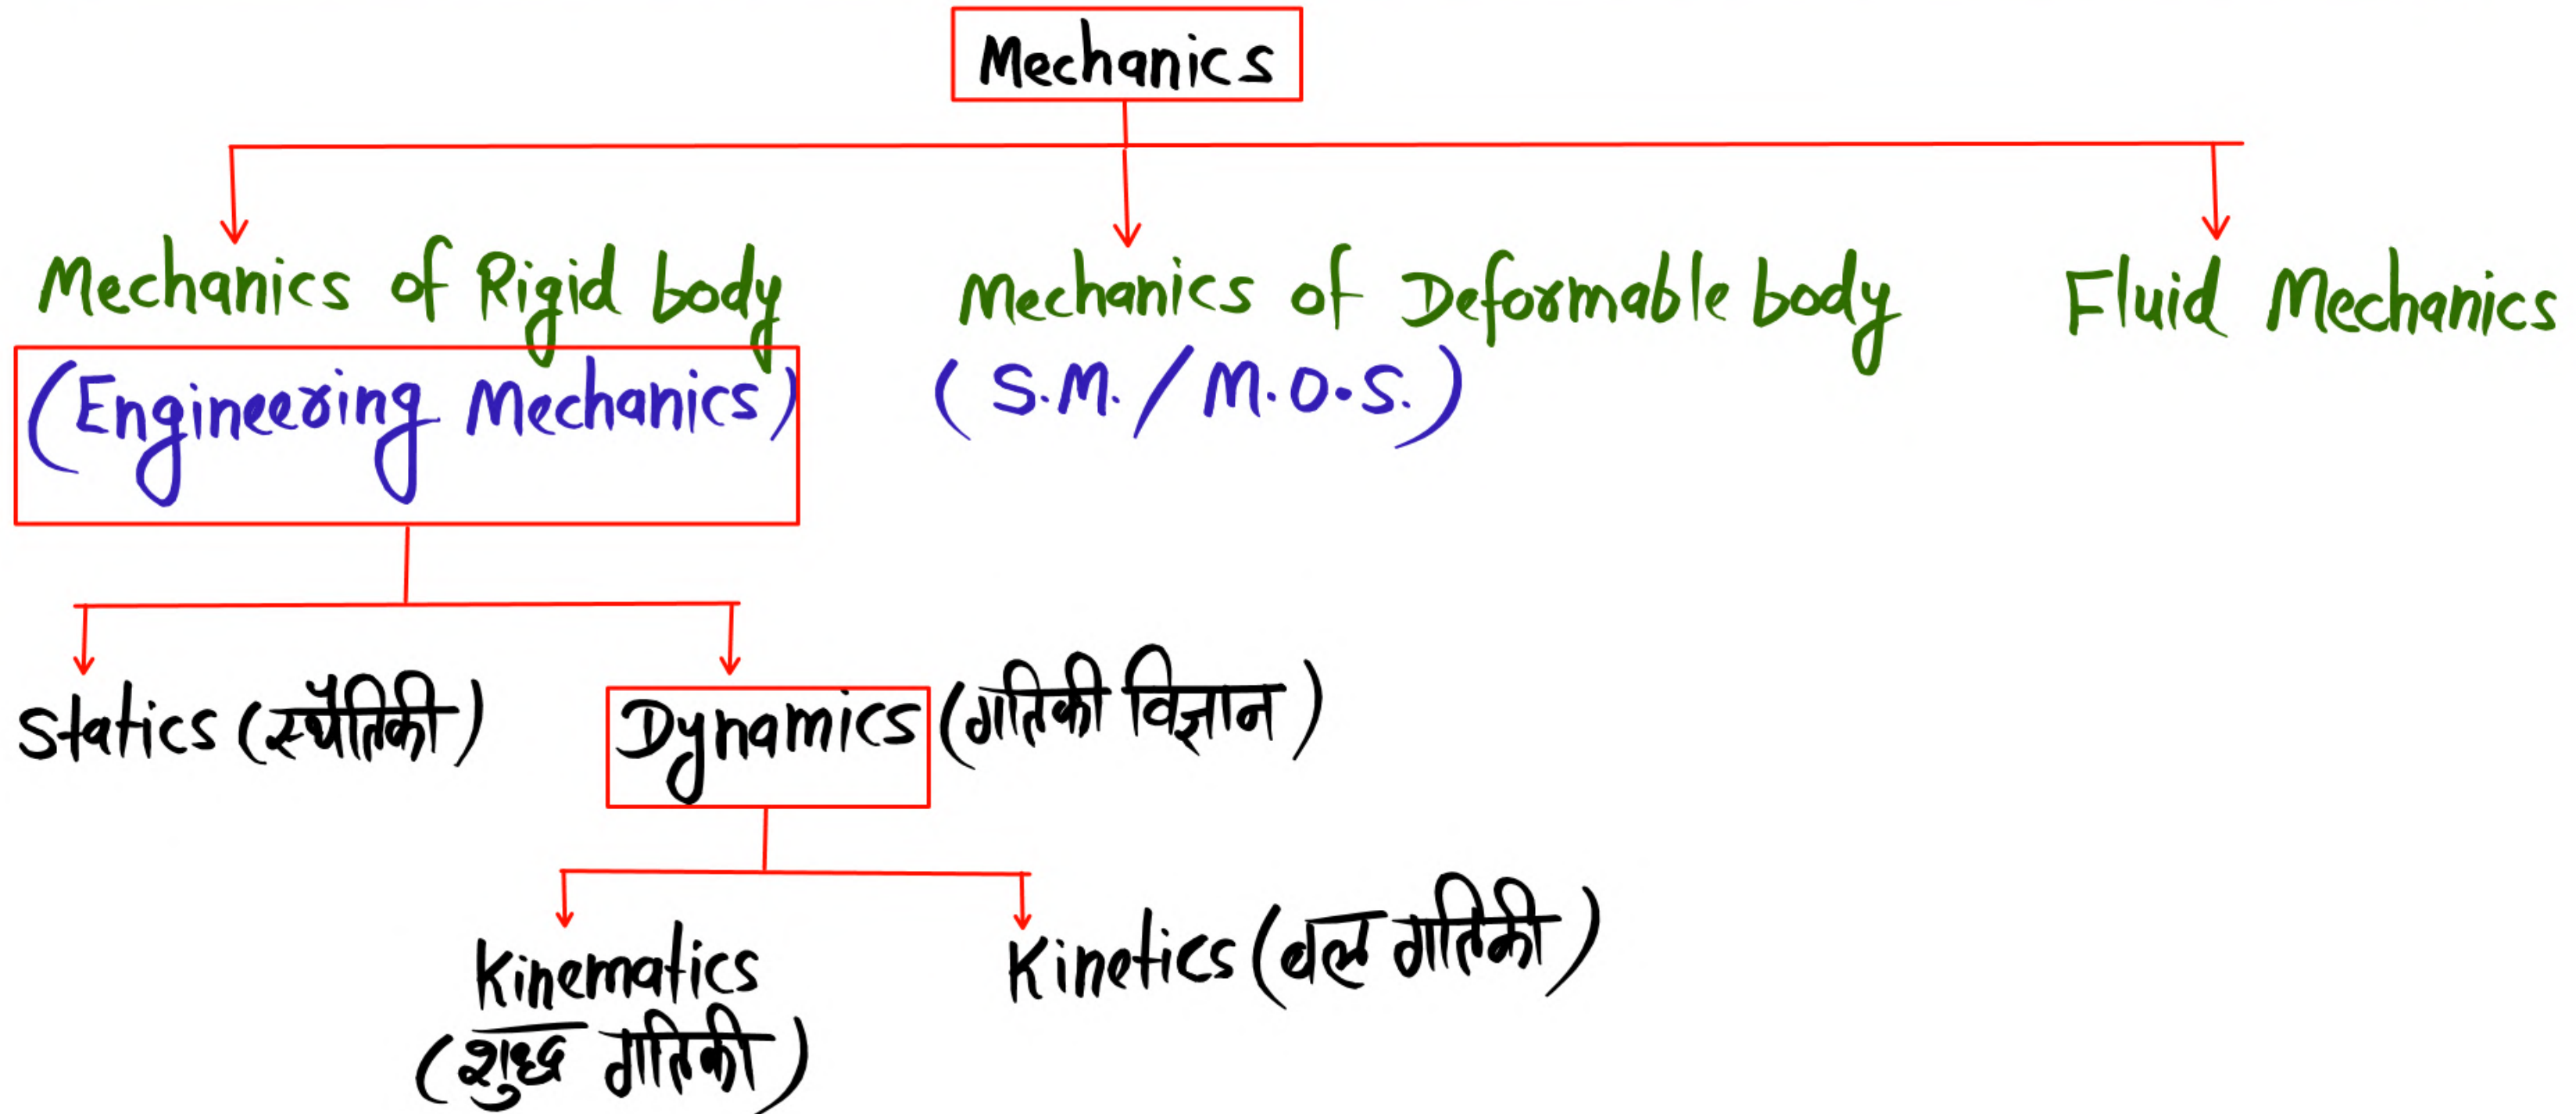 Mechanics
Mechanics of Rigid body
(Engineering Mechanics)
Mechanics of Deformable body
(S.M./M.O.S.)
Fluid Mechanics
Statics (स्थैतिकी)
Dynamics (गतिकी विज्ञान)
Kinematics
(शुद्ध गतिकी)
Kinetics (बल गतिकी)